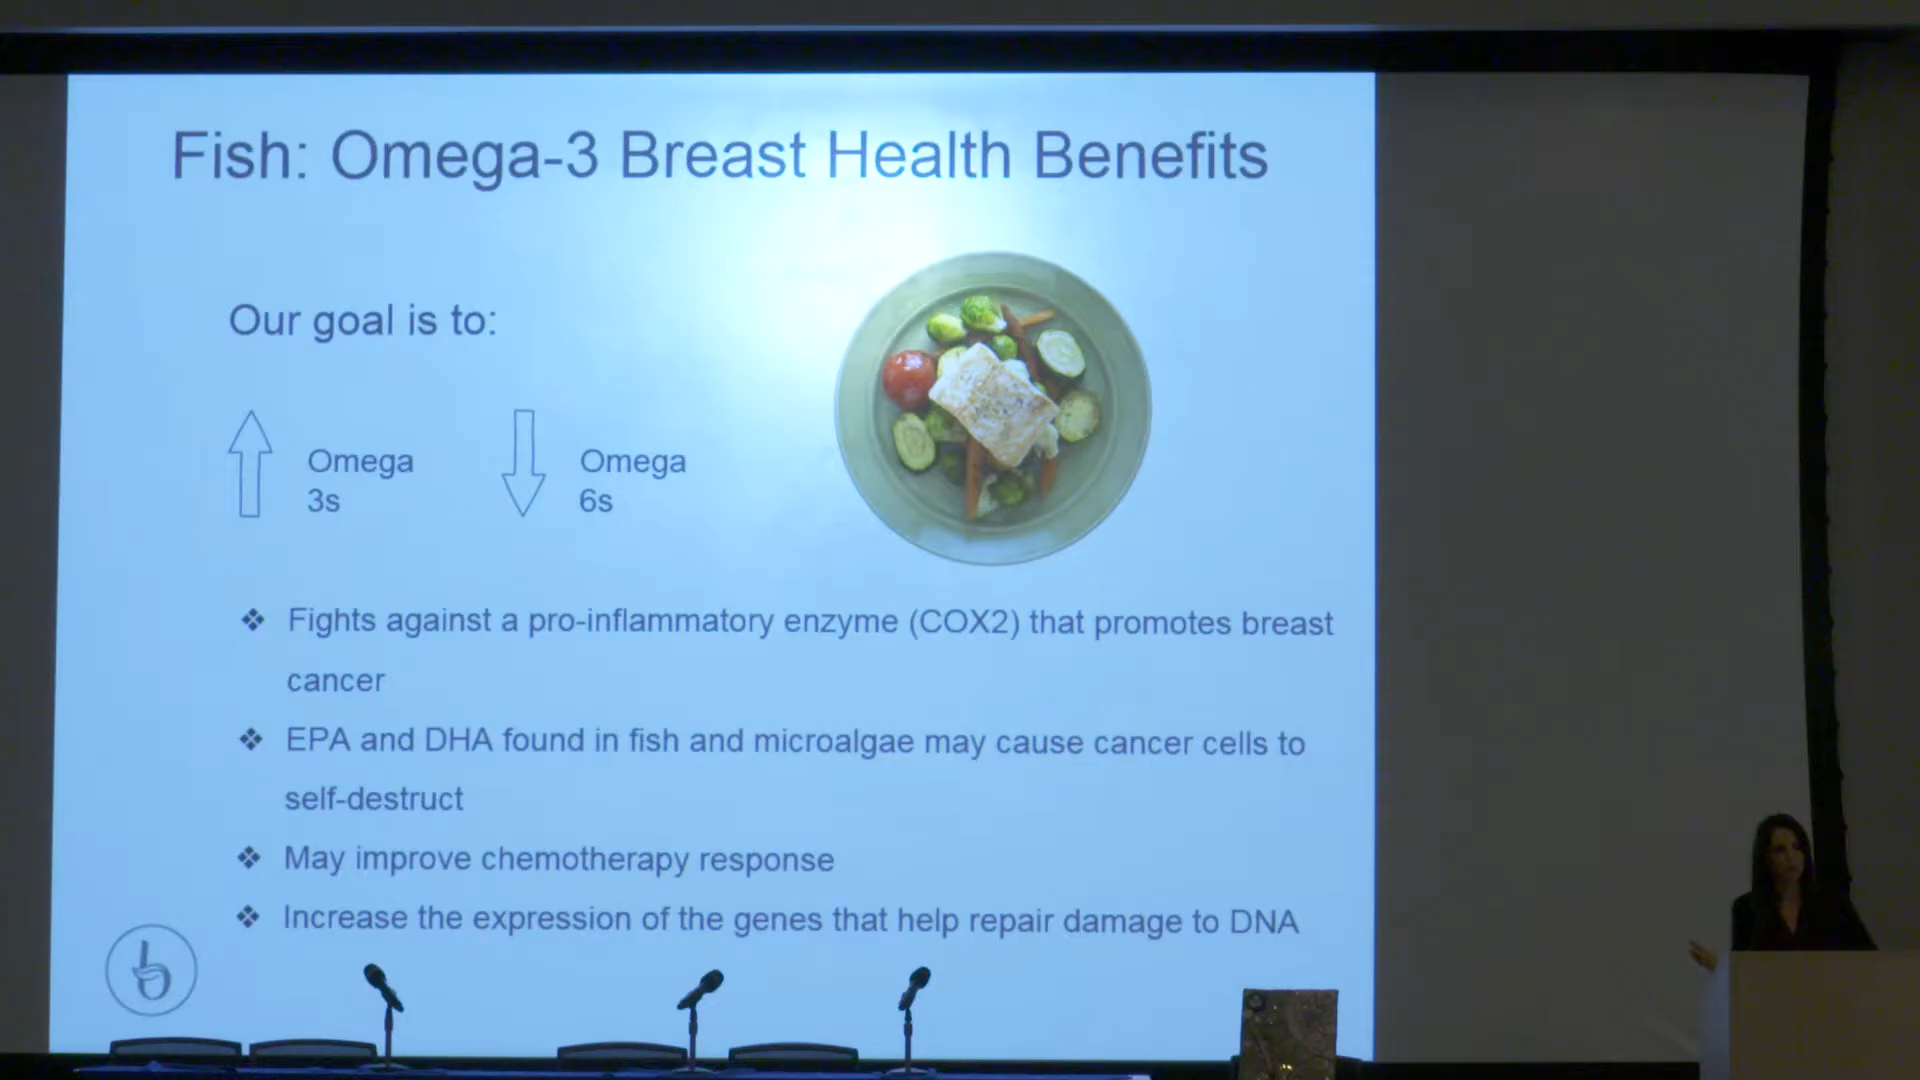 Fish: Omega-3 Breast Health Benefits
Our goal is to:
Omega
3s
Omega
6s
❖ Fights against a pro-inflammatory enzyme (COX2) that promotes breast
cancer
❖ EPA and DHA found in fish and microalgae may cause cancer cells to
self-destruct
❖ May improve chemotherapy response
❖ Increase the expression of the genes that help repair damage to DNA
b